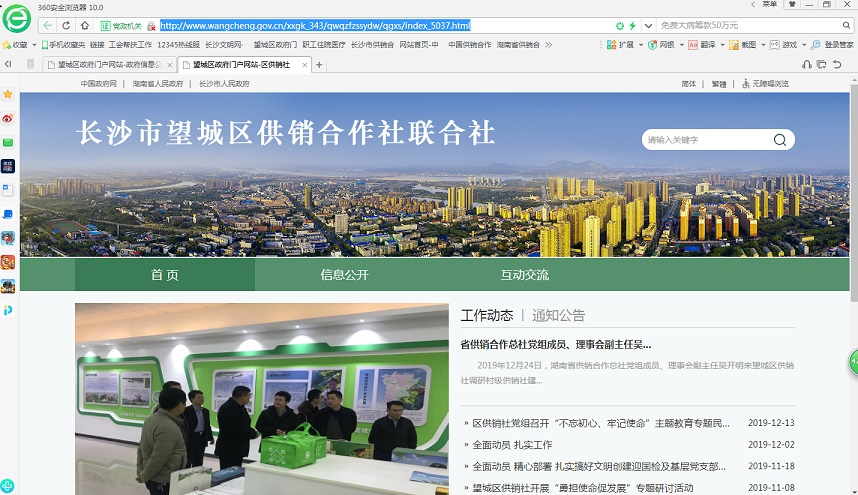 360安全浏览器 10.0
菜单
证 党政机关
http://www.wangcheng.gov.cn/xxgk_343/qwqzfzssydw/qgxs/index_5037.html
免费大病筹款50万元
收藏 手机收藏夹 链接 工会帮扶工作 12345热线级 长沙文明网· 望城区政府门 职工住院医疗 长沙市供销合 网站首页-中 中国供销合作 湖南省供销合 扩展 网银 翻译 截图 游戏 登录管家
望城区政府门户网站-政府信息公
望城区政府门户网站-区供销社
中国政府网 | 湖南省人民政府 | 长沙市人民政府
简体 | 繁體 | 无障碍浏览
长沙市望城区供销合作社联合社
请输入关键字
首 页
信息公开
互动交流
工作动态 | 通知公告
省供销合作总社党组成员、理事会副主任吴...
2019年12月24日，湖南省供销合作总社党组成员、理事会副主任吴开明来望城区供销
社调研村级供销社建...
» 区供销社党组召开“不忘初心、牢记使命”主题教育专题民... 2019-12-13
» 全面动员 扎实工作 2019-12-02
» 全面动员 精心部署 扎实搞好文明创建迎国检及基层党支部... 2019-11-18
» 望城区供销社开展“勇担使命促发展”专题研讨活动 2019-11-08